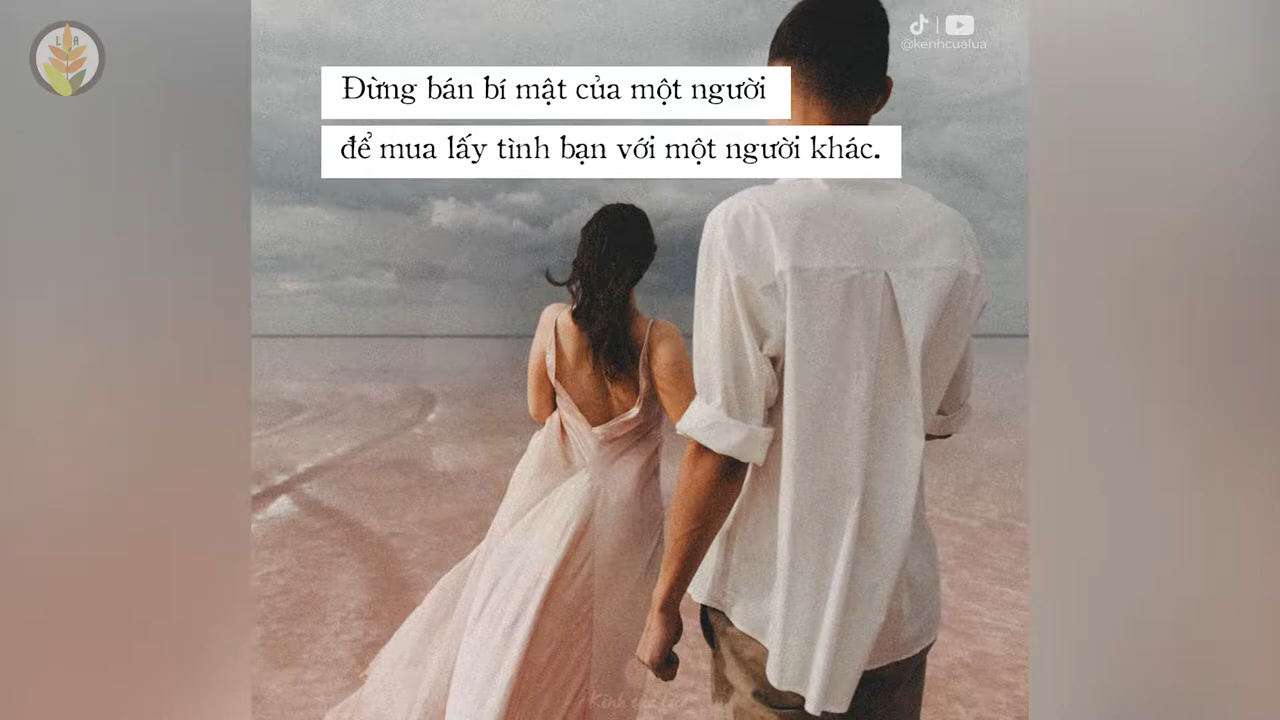 L A
@kenhcualua
Đừng bán bí mật của một người
để mua lấy tình bạn với một người khác.